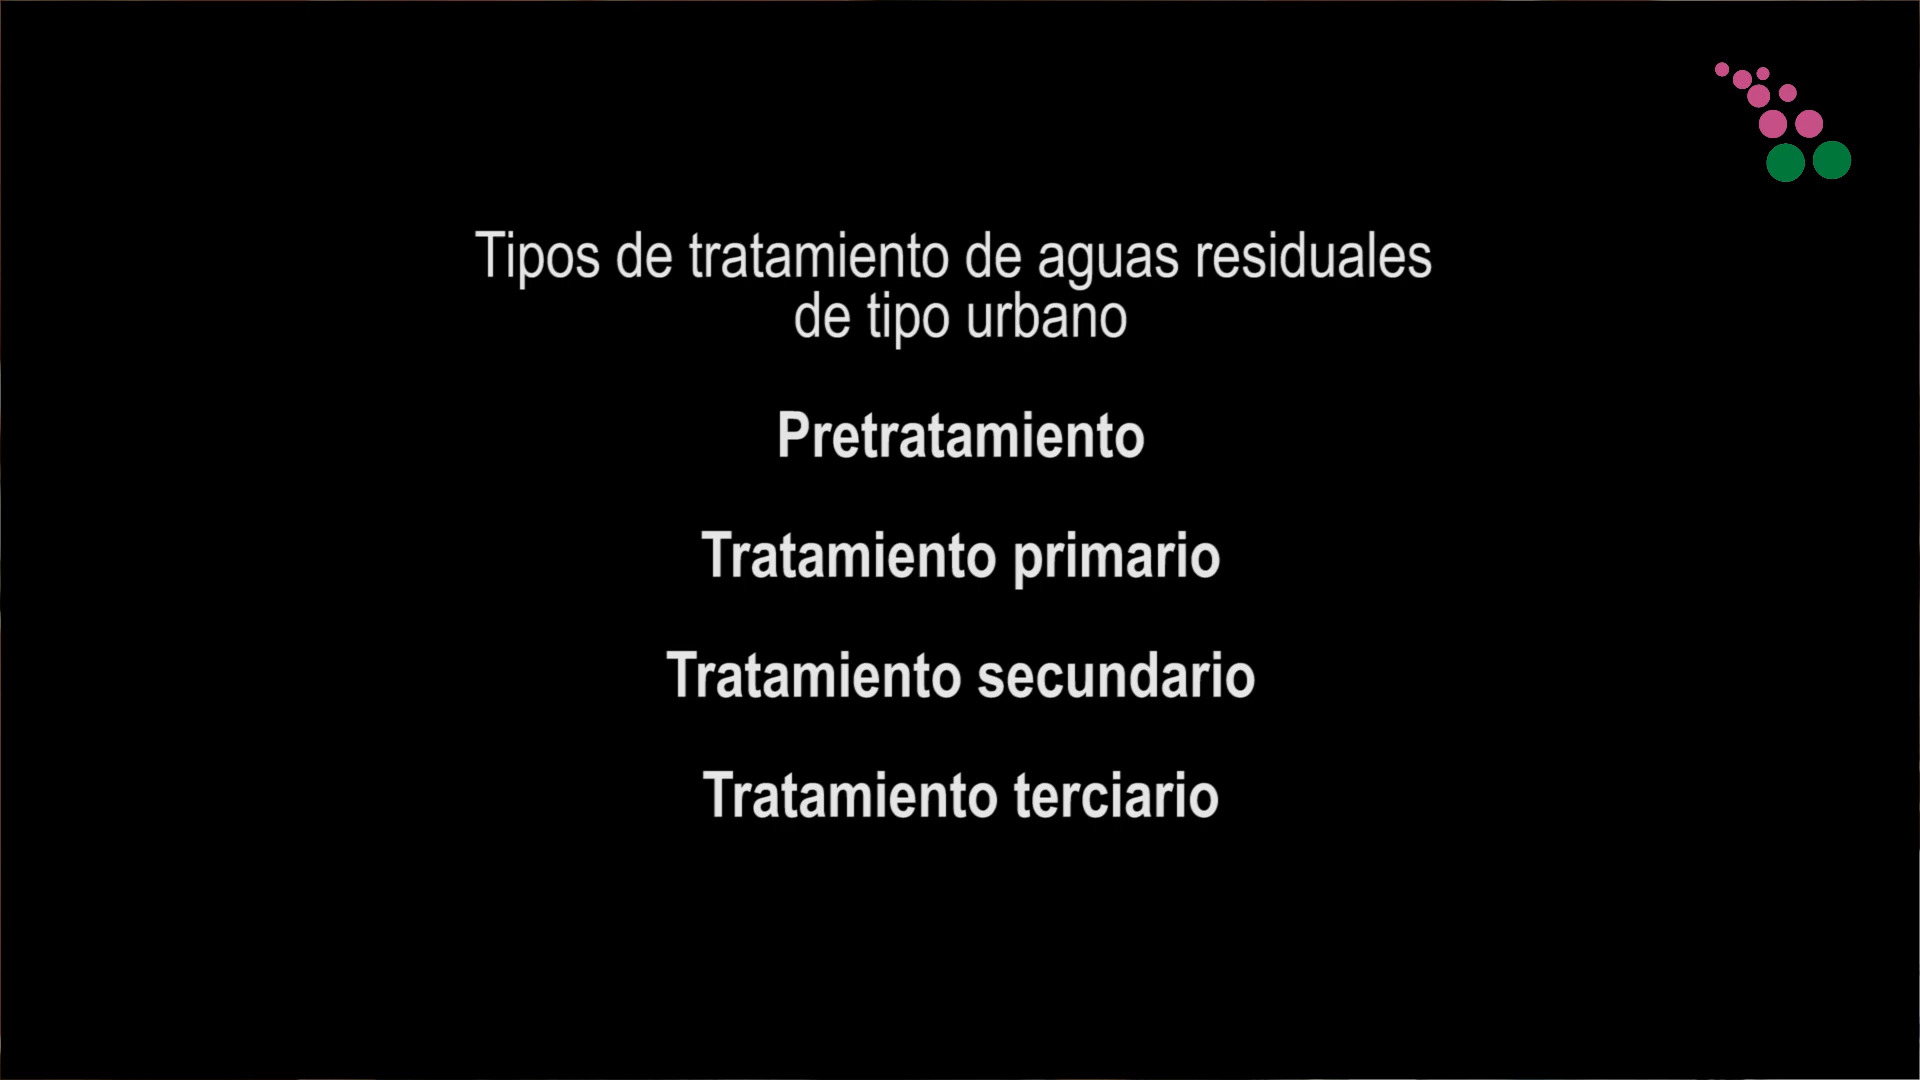 Tipos de tratamiento de aguas residuales
de tipo urbano
Pretratamiento
Tratamiento primario
Tratamiento secundario
Tratamiento terciario